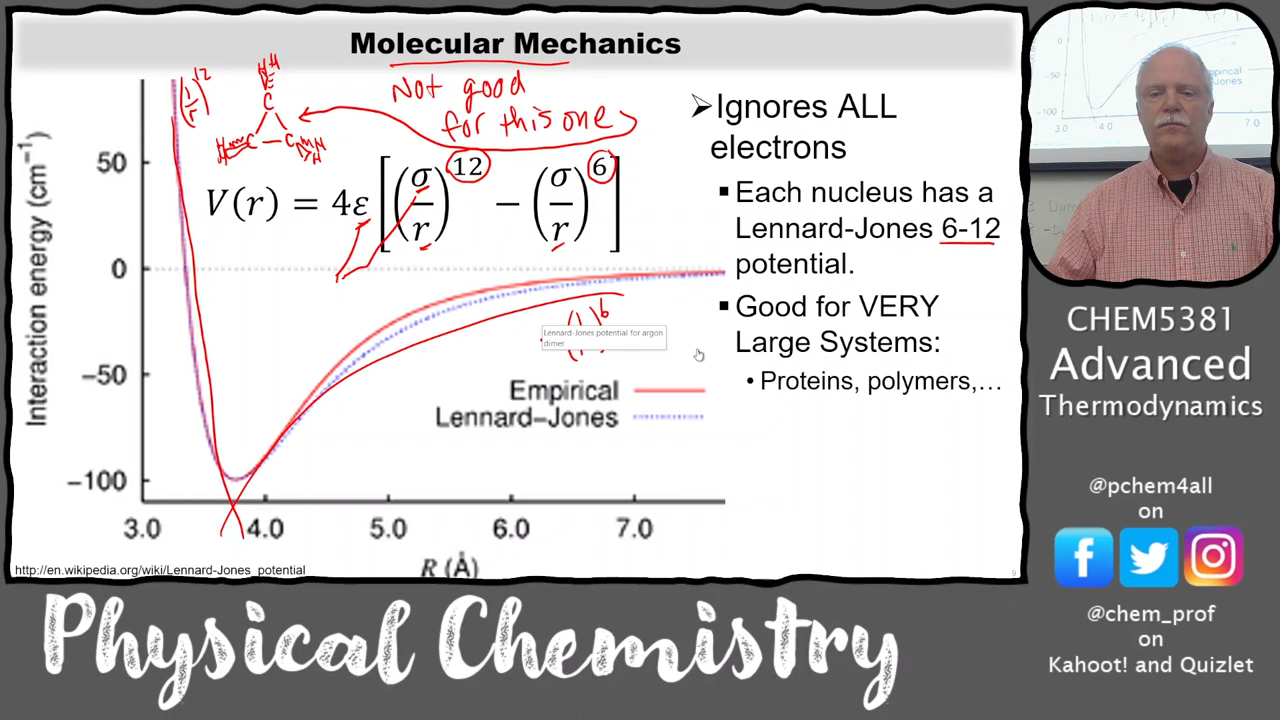 Molecular Mechanics
Not good
for this one
(1/r)^12
H H
C
H C — C H
H H
V(r) = 4ε[(σ/r)^12 − (σ/r)^6]
Interaction energy (cm⁻¹)
50
0
−50
−100
3.0 4.0 5.0 6.0 7.0
R (Å)
Lennard-Jones potential for argon
dimer
Empirical
Lennard–Jones
http://en.wikipedia.org/wiki/Lennard-Jones_potential
➢Ignores ALL
electrons
▪Each nucleus has a
Lennard-Jones 6-12
potential.
▪Good for VERY
Large Systems:
•Proteins, polymers,…
9
CHEM5381
Advanced
Thermodynamics
@pchem4all
on
@chem_prof
on
Kahoot! and Quizlet
Physical Chemistry